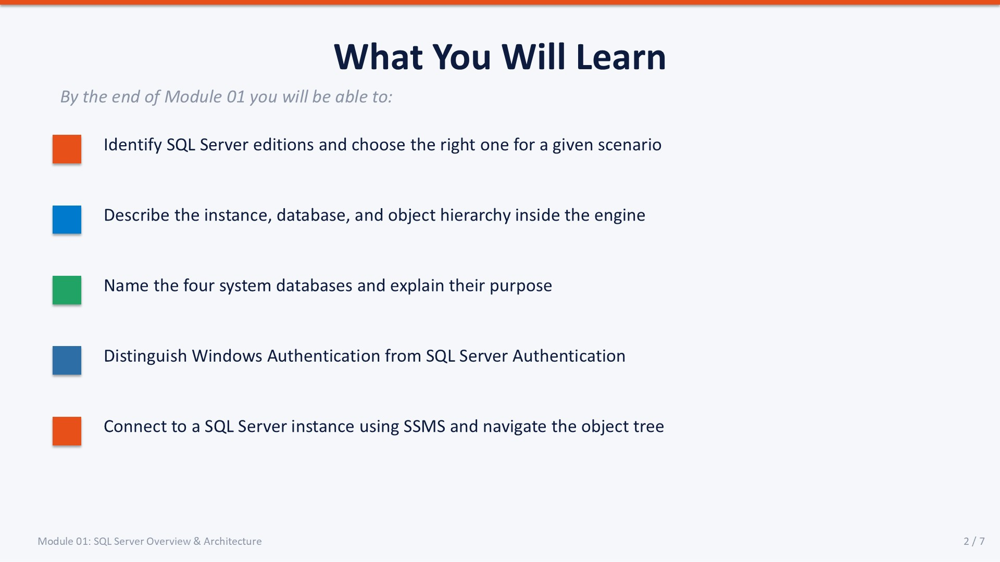 What You Will Learn
By the end of Module 01 you will be able to:
Identify SQL Server editions and choose the right one for a given scenario
Describe the instance, database, and object hierarchy inside the engine
Name the four system databases and explain their purpose
Distinguish Windows Authentication from SQL Server Authentication
Connect to a SQL Server instance using SSMS and navigate the object tree
Module 01: SQL Server Overview & Architecture
2 / 7